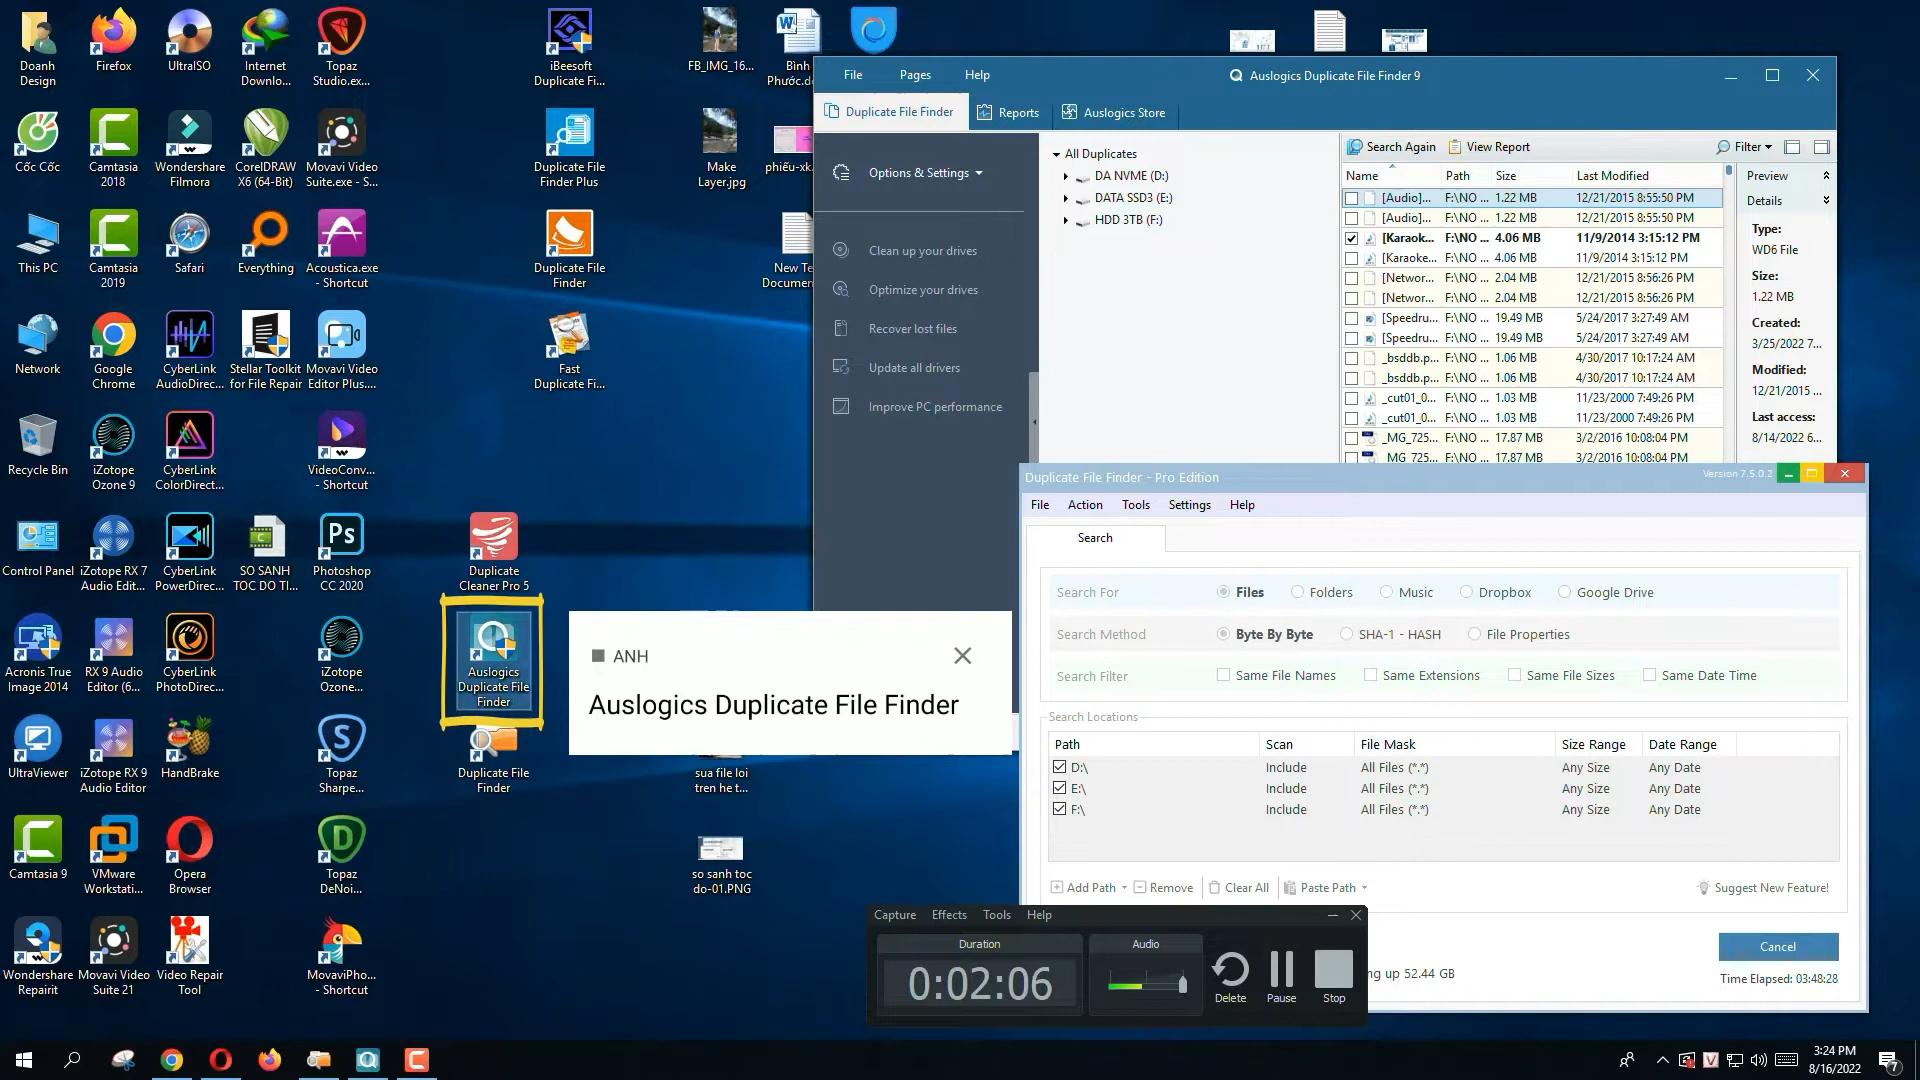 Doanh
Design
Firefox
UltraISO
Internet
Downlo...
Topaz
Studio.exe...
iBeesoft
Duplicate Fi...
FB_IMG_16...
Bình
Phước.d
Cốc Cốc
Camtasia
2018
Wondershare
Filmora
CorelDRAW
X6 (64-Bit)
Movavi Video
Suite.exe - S...
Duplicate File
Finder Plus
Make
Layer.jpg
phiếu-xk.
This PC
Camtasia
2019
Safari
Everything
Acoustica.exe
- Shortcut
Duplicate File
Finder
New Te
Documen
Network
Google
Chrome
CyberLink
AudioDirec...
Stellar Toolkit
for File Repair
Movavi Video
Editor Plus....
Fast
Duplicate Fi...
Recycle Bin
iZotope
Ozone 9
CyberLink
ColorDirect...
VideoConv...
- Shortcut
Control Panel
iZotope RX 7
Audio Edit...
CyberLink
PowerDirec...
SO SANH
TOC DO TI...
Ps
Photoshop
CC 2020
Duplicate
Cleaner Pro 5
Acronis True
Image 2014
RX 9 Audio
Editor (6...
CyberLink
PhotoDirec...
iZotope
Ozone...
Auslogics
Duplicate File
Finder
UltraViewer
iZotope RX 9
Audio Editor
HandBrake
Topaz
Sharpe...
Duplicate File
Finder
sua file loi
tren he t...
Camtasia 9
VMware
Workstati...
Opera
Browser
Topaz
DeNoi...
so sanh toc
do-01.PNG
Wondershare
Repairit
Movavi Video
Suite 21
Video Repair
Tool
MovaviPho...
- Shortcut
ANH
Auslogics Duplicate File Finder
File Pages Help
Auslogics Duplicate File Finder 9
Duplicate File Finder
Reports
Auslogics Store
Options & Settings
Clean up your drives
Optimize your drives
Recover lost files
Update all drivers
Improve PC performance
All Duplicates
DA NVME (D:)
DATA SSD3 (E:)
HDD 3TB (F:)
Search Again View Report Filter
Name Path Size Last Modified
[Audio]... F:\NO ... 1.22 MB 12/21/2015 8:55:50 PM
[Audio]... F:\NO ... 1.22 MB 12/21/2015 8:55:50 PM
[Karaok... F:\NO ... 4.06 MB 11/9/2014 3:15:12 PM
[Karaoke... F:\NO ... 4.06 MB 11/9/2014 3:15:12 PM
[Networ... F:\NO ... 2.04 MB 12/21/2015 8:56:26 PM
[Networ... F:\NO ... 2.04 MB 12/21/2015 8:56:26 PM
[Speedru... F:\NO ... 19.49 MB 5/24/2017 3:27:49 AM
[Speedru... F:\NO ... 19.49 MB 5/24/2017 3:27:49 AM
_bsddb.p... F:\NO ... 1.06 MB 4/30/2017 10:17:24 AM
_bsddb.p... F:\NO ... 1.06 MB 4/30/2017 10:17:24 AM
_cut01_0... F:\NO ... 1.03 MB 11/23/2000 7:49:26 PM
_cut01_0... F:\NO ... 1.03 MB 11/23/2000 7:49:26 PM
_MG_725... F:\NO ... 17.87 MB 3/2/2016 10:08:04 PM
_MG_725... F:\NO ... 17.87 MB 3/2/2016 10:08:04 PM
Preview
Details
Type:
WD6 File
Size:
1.22 MB
Created:
3/25/2022 7...
Modified:
12/21/2015 ...
Last access:
8/14/2022 6...
Duplicate File Finder - Pro Edition
Version 7.5.0.2
File Action Tools Settings Help
Search
Search For Files Folders Music Dropbox Google Drive
Search Method Byte By Byte SHA-1 - HASH File Properties
Search Filter Same File Names Same Extensions Same File Sizes Same Date Time
Search Locations
Path Scan File Mask Size Range Date Range
D:\ Include All Files (*.*) Any Size Any Date
E:\ Include All Files (*.*) Any Size Any Date
F:\ Include All Files (*.*) Any Size Any Date
Add Path Remove Clear All Paste Path Suggest New Feature!
Cancel
ng up 52.44 GB
Time Elapsed: 03:48:28
Capture Effects Tools Help
Duration
0:02:06
Audio
Delete Pause Stop
3:24 PM
8/16/2022
7